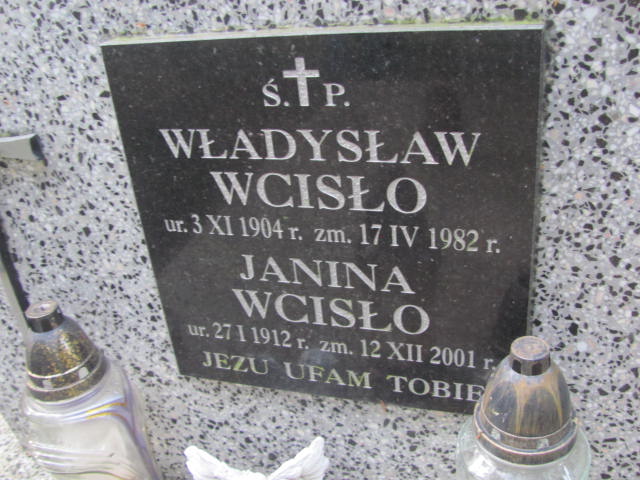 Ś. P.
WŁADYSŁAW
WCISŁO
ur. 3 XI 1904 r. zm. 17 IV 1982 r.
JANINA
WCISŁO
ur. 27 I 1912 r. zm. 12 XII 2001 r.
JEZU UFAM TOBIE